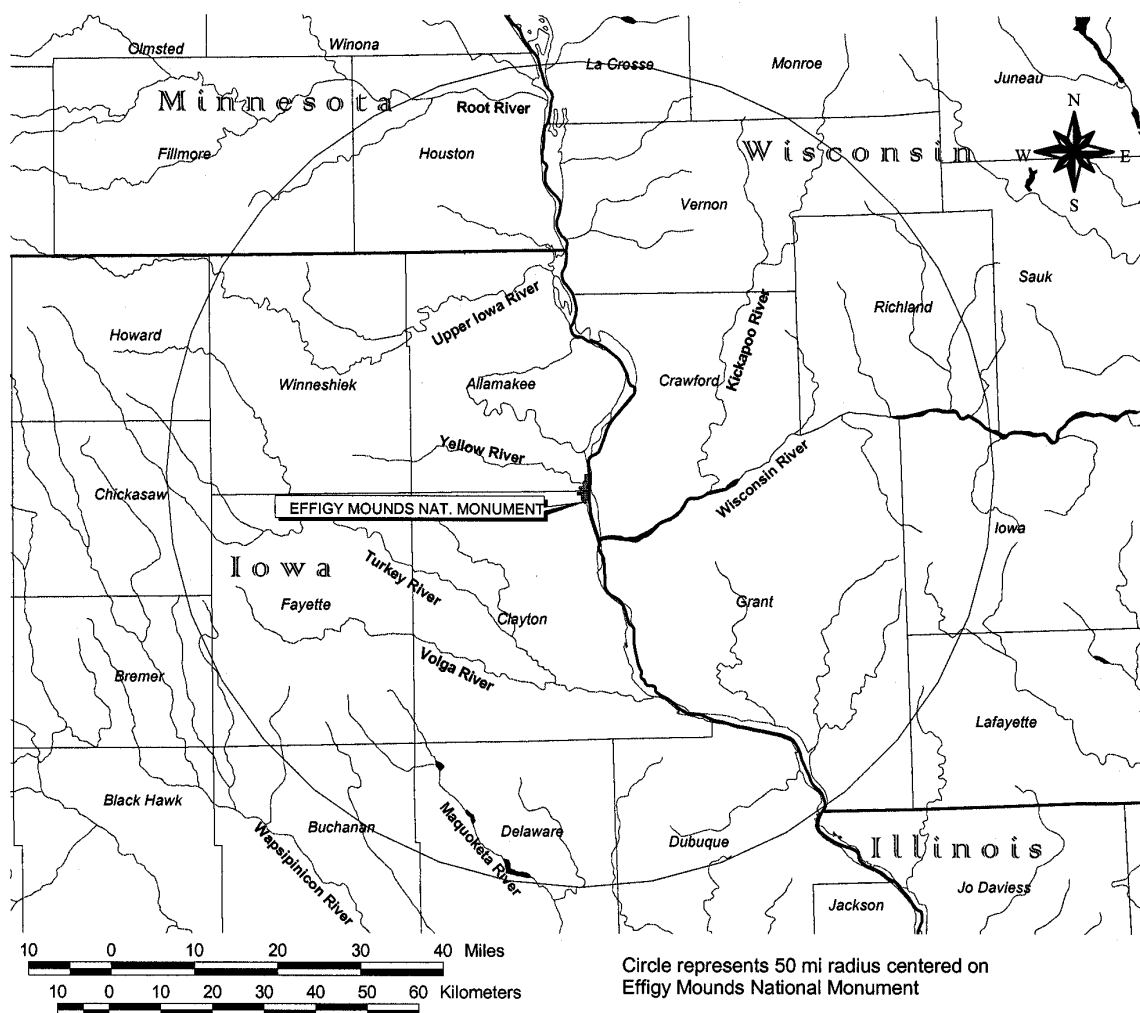 Olmsted
Winona
La Crosse
Monroe
Juneau
Minnesota
Root River
N
Fillmore
Houston
Wisconsin
W
E
S
Vernon
Sauk
Richland
Howard
Upper Iowa River
Kickapoo River
Winneshiek
Allamakee
Crawford
Yellow River
Wisconsin River
Chickasaw
EFFIGY MOUNDS NAT. MONUMENT
Iowa
Iowa
Turkey River
Fayette
Clayton
Grant
Volga River
Bremer
Lafayette
Black Hawk
Buchanan
Maquoketa River
Delaware
Dubuque
Illinois
Wapsipinicon River
Jo Daviess
Jackson
10 0 10 20 30 40 Miles
10 0 10 20 30 40 50 60 Kilometers
Circle represents 50 mi radius centered on
Effigy Mounds National Monument